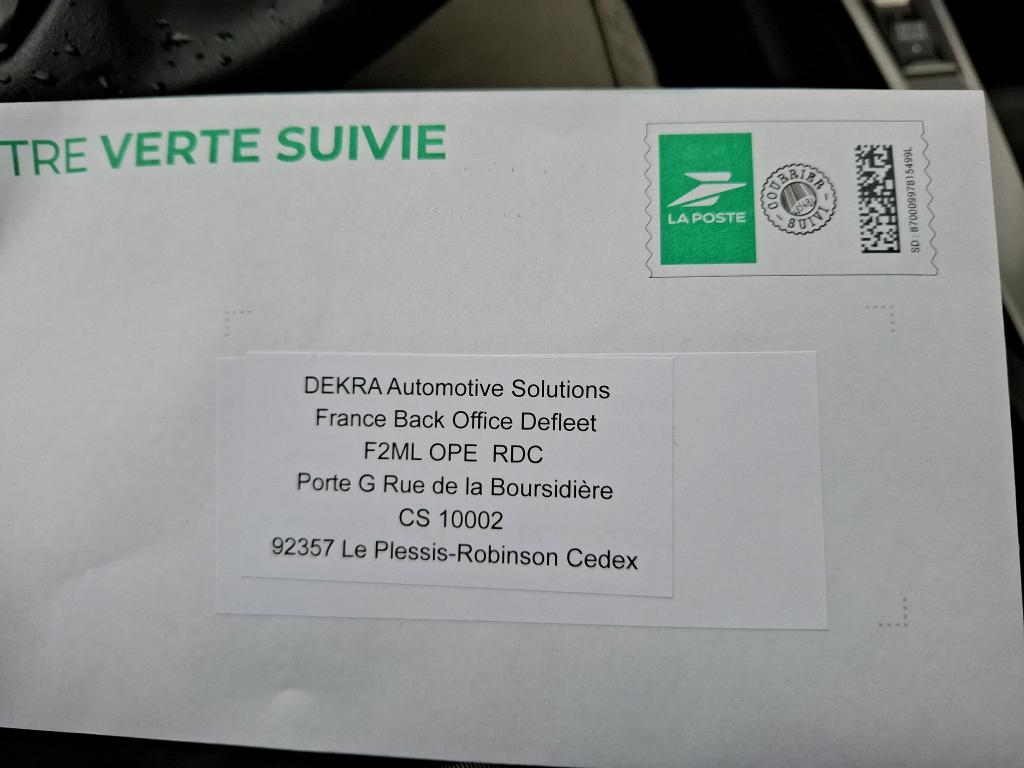 TRE VERTE SUIVIE
LA POSTE
COURRIER
SUIVI
SD : 87000997815499L
DEKRA Automotive Solutions
France Back Office Defleet
F2ML OPE RDC
Porte G Rue de la Boursidière
CS 10002
92357 Le Plessis-Robinson Cedex